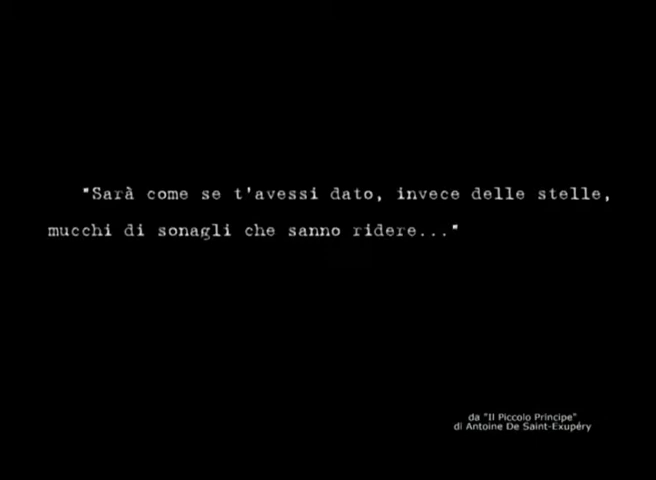 "Sarà come se t'avessi dato, invece delle stelle,
mucchi di sonagli che sanno ridere..."
da "Il Piccolo Principe"
di Antoine De Saint-Exupéry